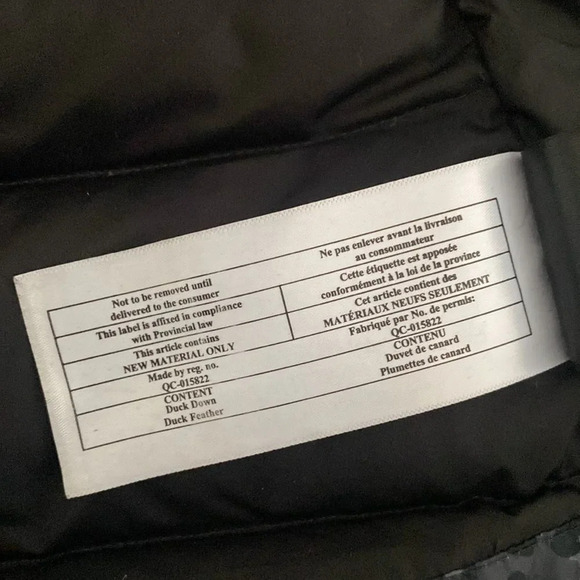 Not to be removed until
delivered to the consumer
This label is affixed in compliance
with Provincial law
This article contains
NEW MATERIAL ONLY
Made by reg. no.
QC-015822
CONTENT
Duck Down
Duck Feather
Ne pas enlever avant la livraison
au consommateur
Cette étiquette est apposée
conformément à la loi de la province
Cet article contient des
MATÉRIAUX NEUFS SEULEMENT
Fabriqué par No. de permis:
QC-015822
CONTENU
Duvet de canard
Plumettes de canard